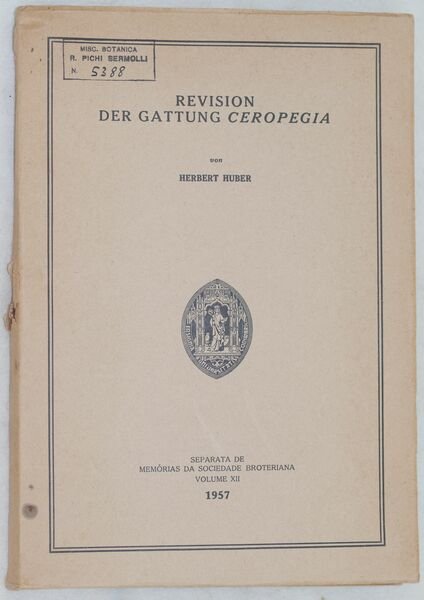 MISC. BOTANICA
R. PICHI SERMOLLI
N. 5388
REVISION
DER GATTUNG CEROPEGIA
von
HERBERT HUBER
SEPARATA DE
MEMÓRIAS DA SOCIEDADE BROTERIANA
VOLUME XII
1957